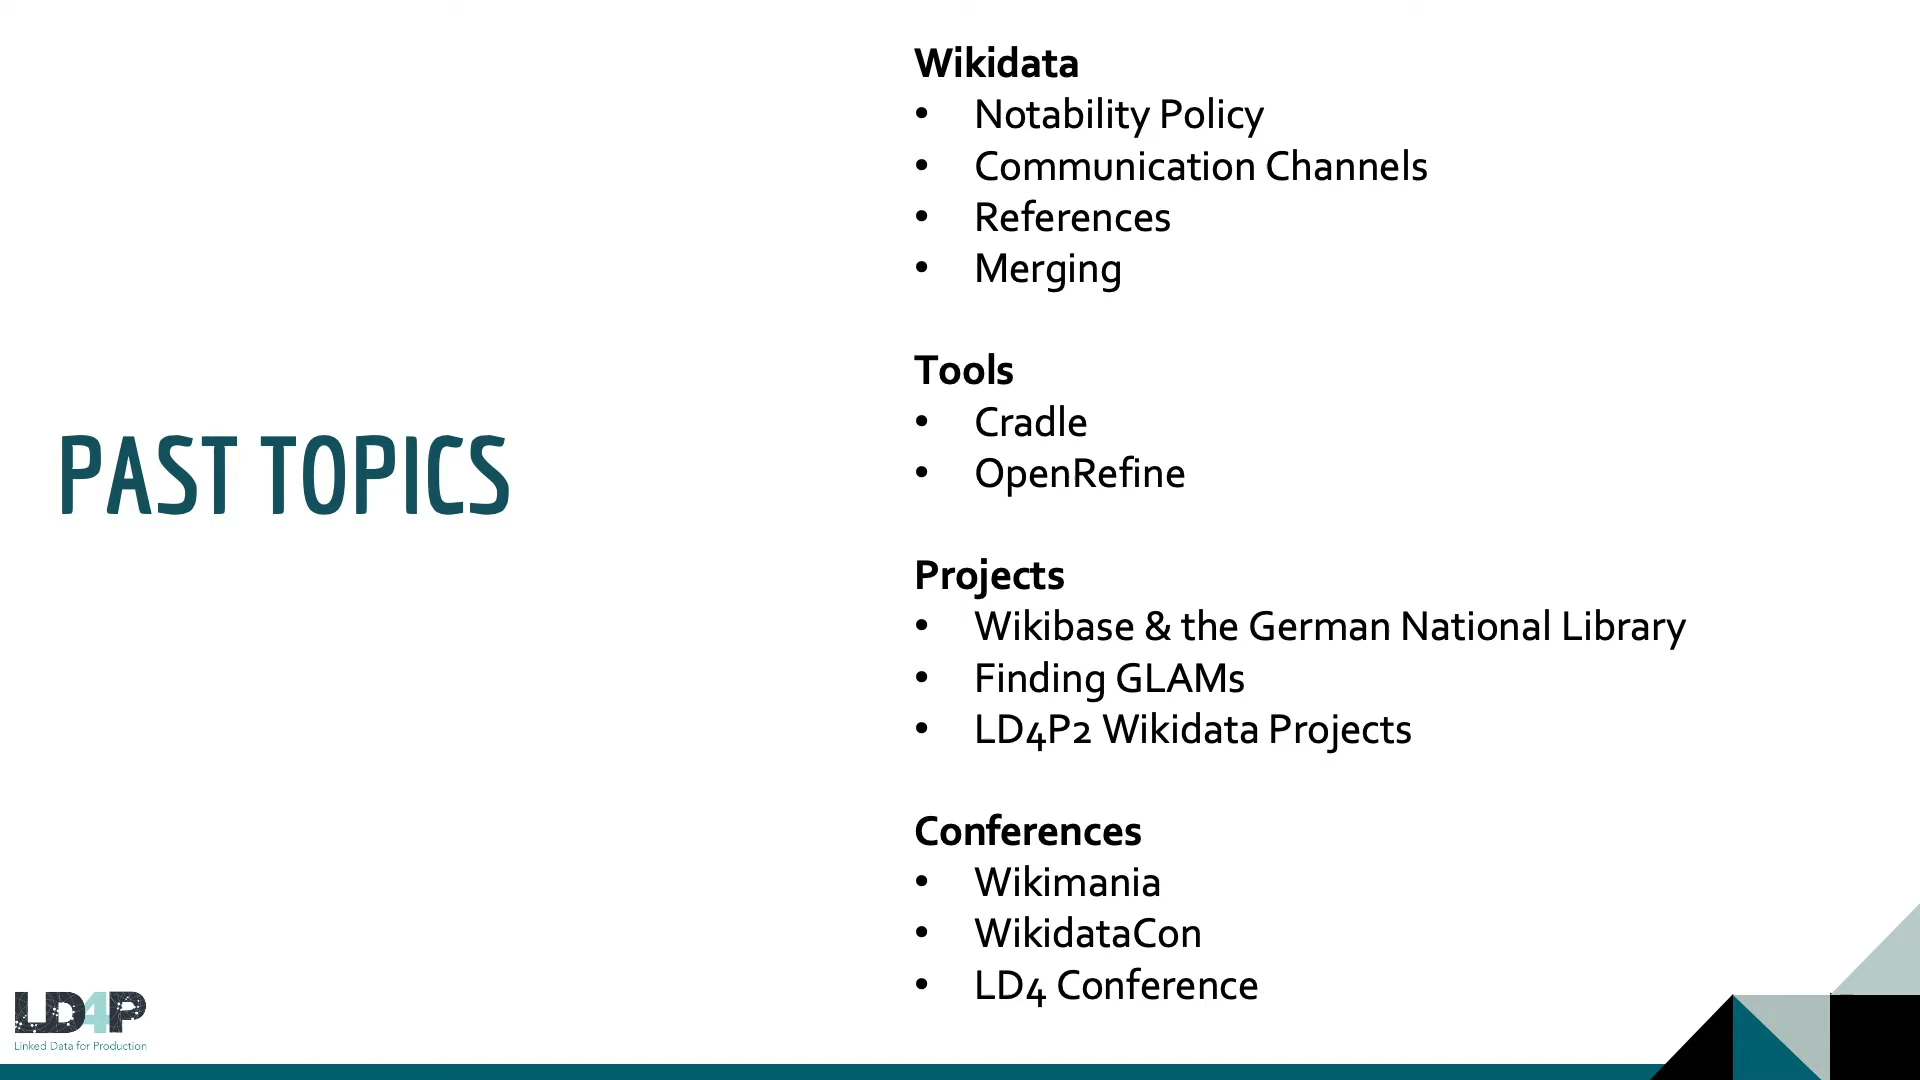 PAST TOPICS
Wikidata
• Notability Policy
• Communication Channels
• References
• Merging
Tools
• Cradle
• OpenRefine
Projects
• Wikibase & the German National Library
• Finding GLAMs
• LD4P2 Wikidata Projects
Conferences
• Wikimania
• WikidataCon
• LD4 Conference
LD4P
Linked Data for Production